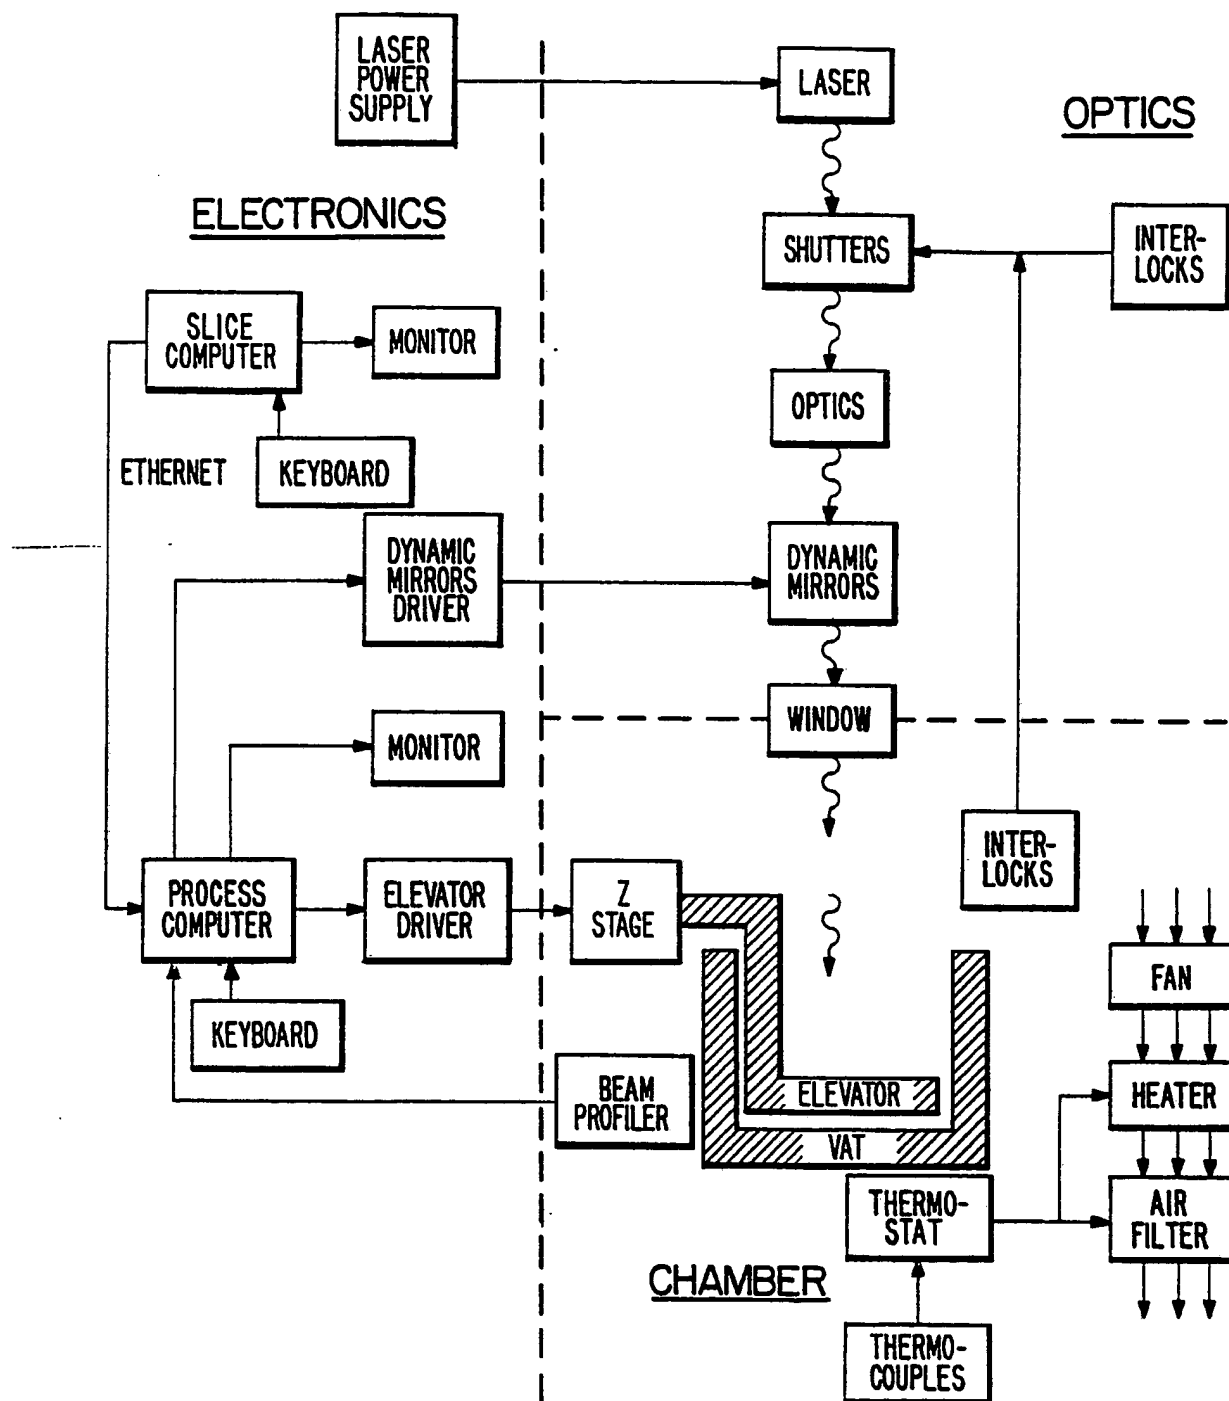 LASER
POWER
SUPPLY
LASER
OPTICS
ELECTRONICS
SHUTTERS
INTER-
LOCKS
SLICE
COMPUTER
MONITOR
OPTICS
ETHERNET
KEYBOARD
DYNAMIC
MIRRORS
DRIVER
DYNAMIC
MIRRORS
WINDOW
MONITOR
INTER-
LOCKS
PROCESS
COMPUTER
ELEVATOR
DRIVER
Z
STAGE
FAN
KEYBOARD
BEAM
PROFILER
ELEVATOR
HEATER
VAT
THERMO-
STAT
AIR
FILTER
CHAMBER
THERMO-
COUPLES